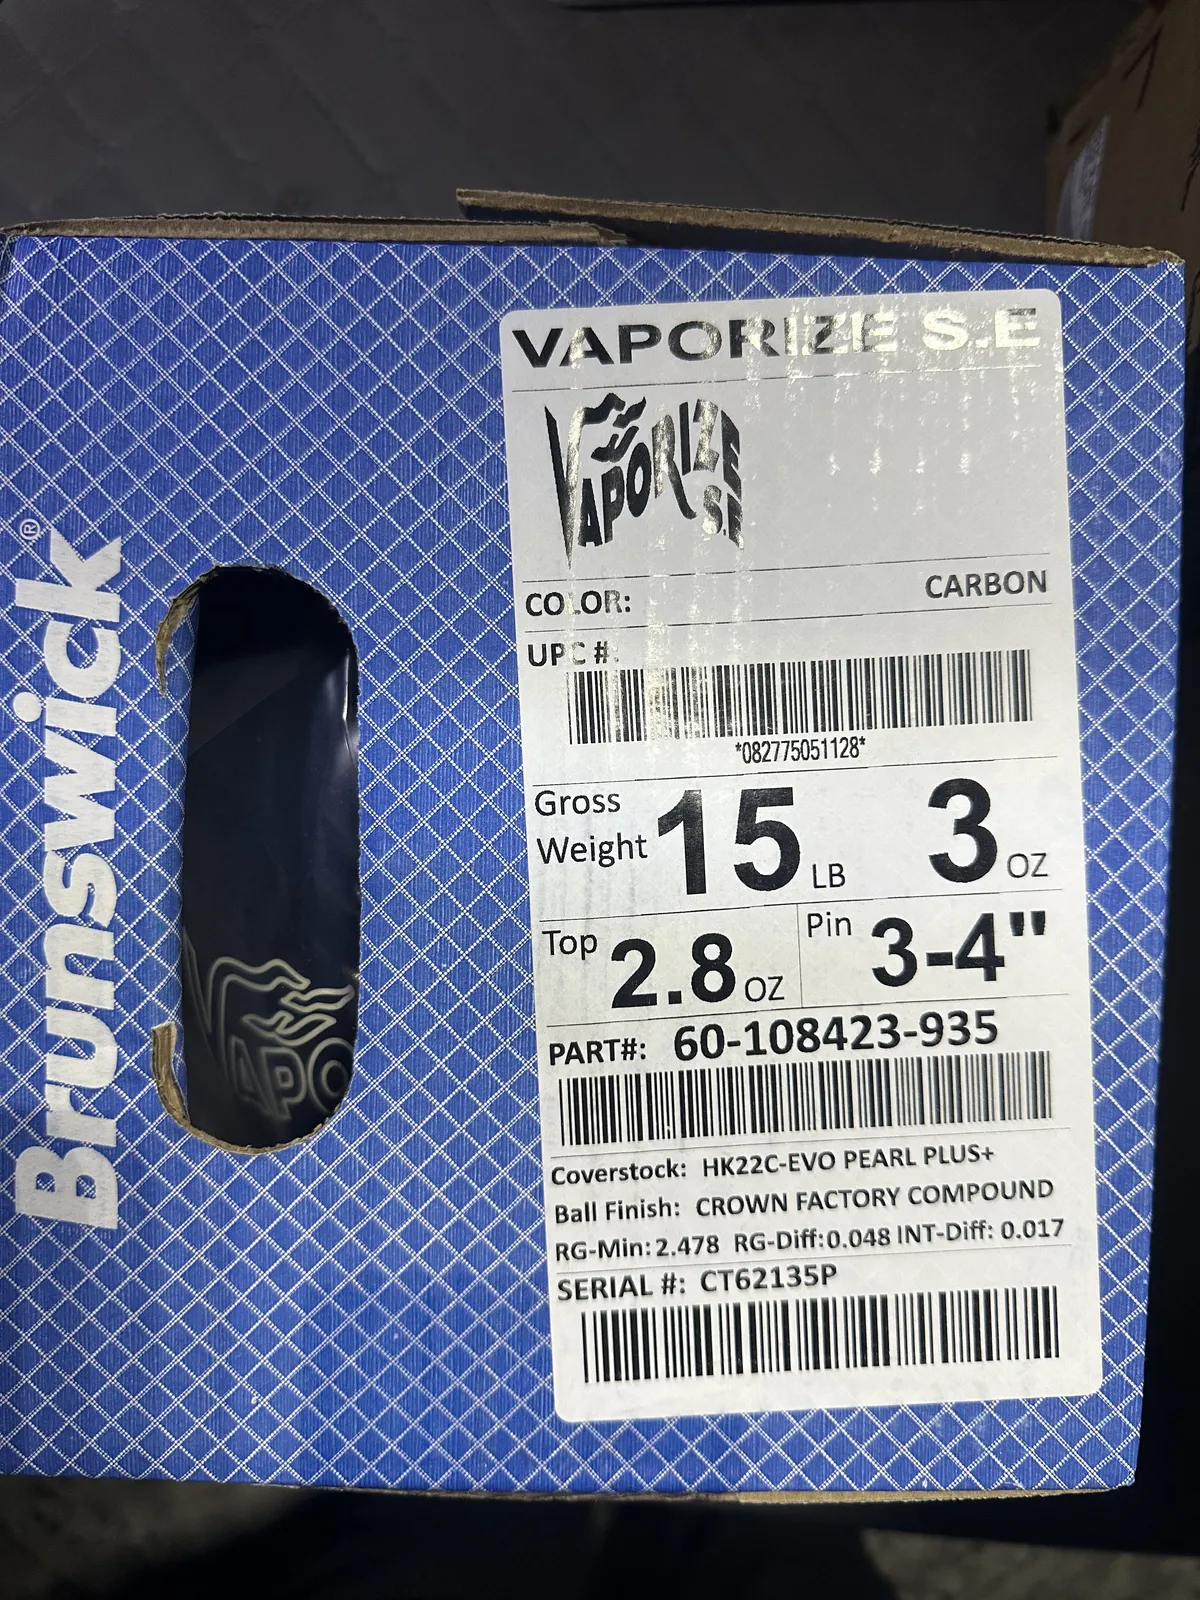 Brunswick®
VAPO
VAPORIZE S.E
VAPORIZE
S.E
COLOR: CARBON
UPC #:
*082775051128*
Gross Weight 15 LB 3 OZ
Top 2.8 OZ Pin 3-4"
PART#: 60-108423-935
Coverstock: HK22C-EVO PEARL PLUS+
Ball Finish: CROWN FACTORY COMPOUND
RG-Min: 2.478 RG-Diff: 0.048 INT-Diff: 0.017
SERIAL #: CT62135P